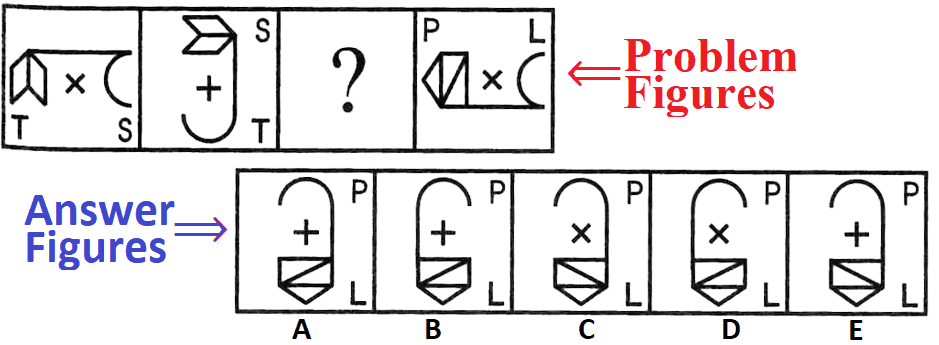 P L
S
T S
T
?
Problem
Figures
Answer
Figures
P P P P P
L L L L L
A B C D E